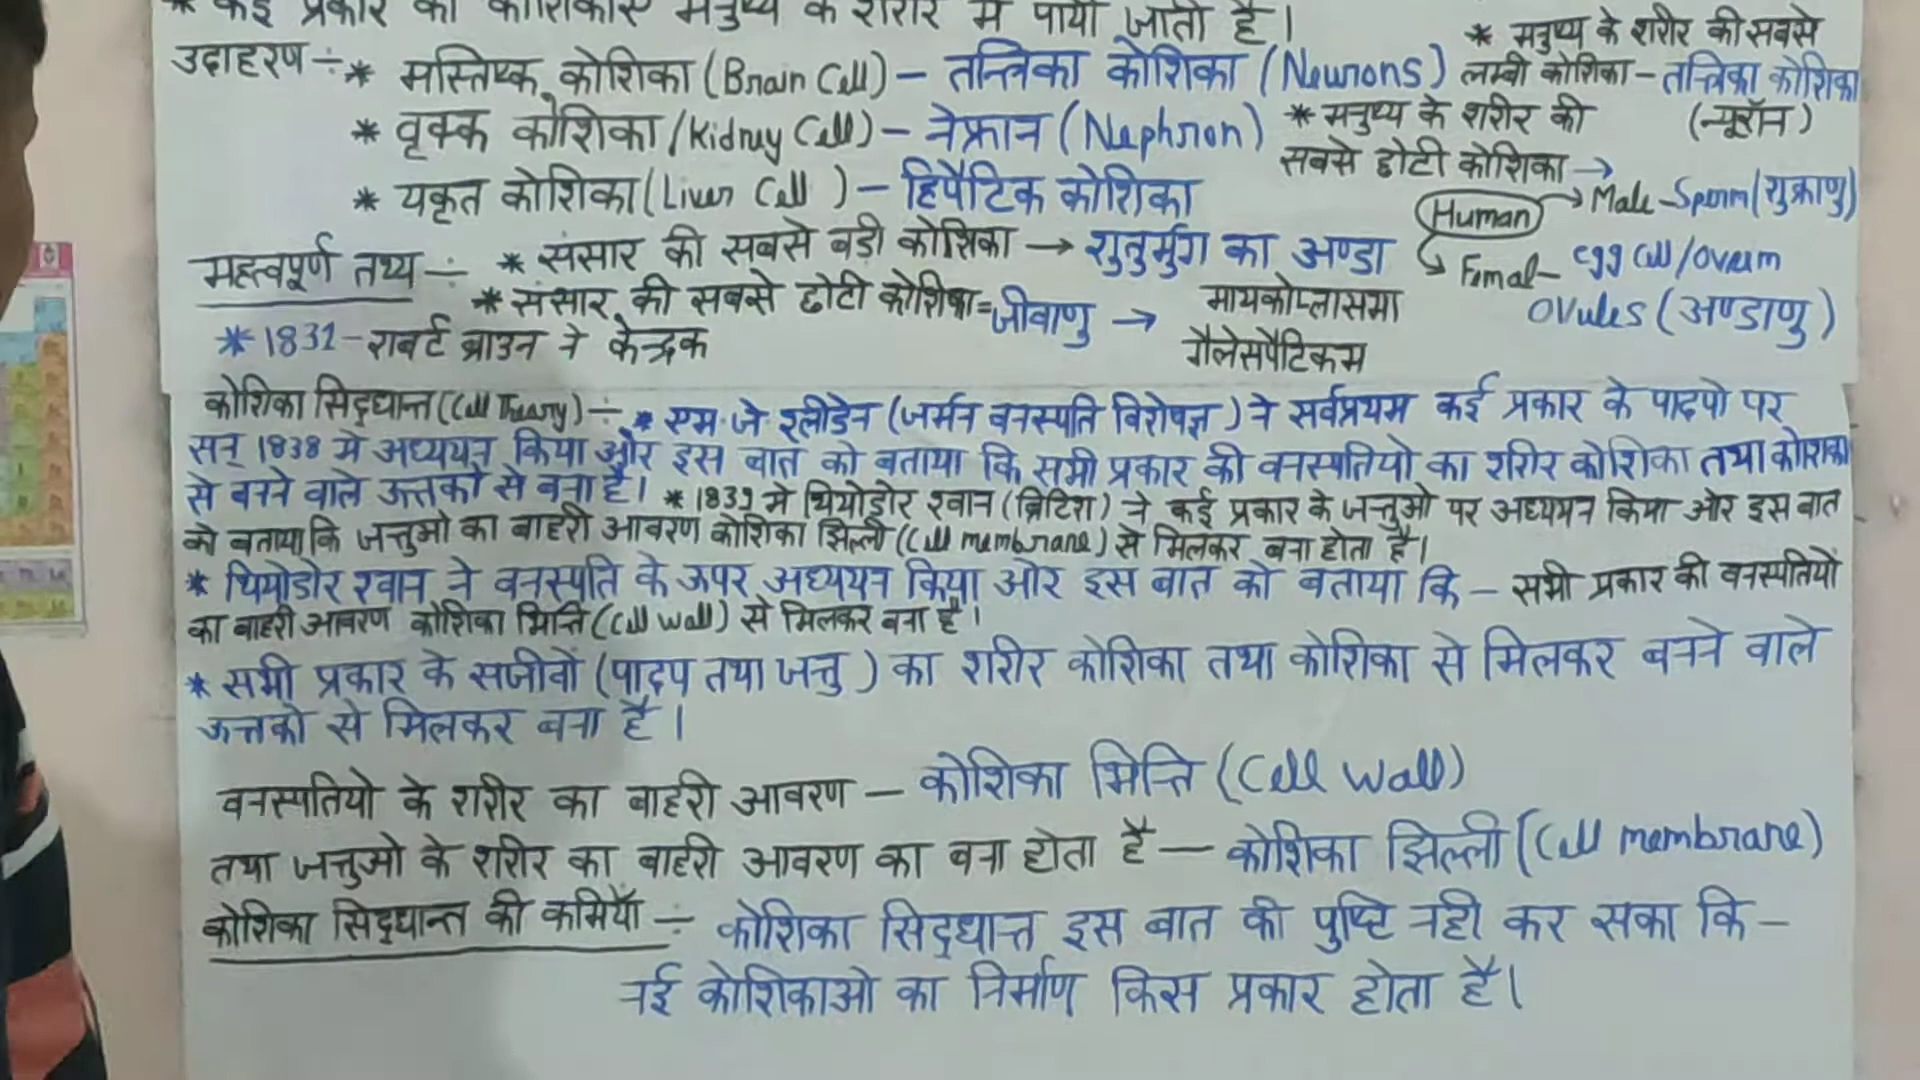 * कई प्रकार की कोशिकाएँ मनुष्य के शरीर में पायी जाती है।
उदाहरण ÷ * मस्तिष्क कोशिका (Brain Cell) – तन्त्रिका कोशिका (Neurons)
* वृक्क कोशिका (Kidney Cell) – नेफ्रान (Nephron)
* यकृत कोशिका (Liver Cell) – हिपैटिक कोशिका
* मनुष्य के शरीर की सबसे
लम्बी कोशिका – तन्त्रिका कोशिका
(न्यूरॉन)
* मनुष्य के शरीर की
सबसे छोटी कोशिका →
Human → Male – Sperm (शुक्राणु)
Femal – egg cell/ovum
Ovules (अण्डाणु)
महत्वपूर्ण तथ्य ÷ * संसार की सबसे बड़ी कोशिका → शुतुर्मुग का अण्डा
* संसार की सबसे छोटी कोशिका = जीवाणु → मायकोप्लासमा
गैलेसपैटिकम
* 1831 – राबर्ट ब्राउन ने केन्द्रक
कोशिका सिद्धान्त (Cell Theory) ÷ * एम.जे श्लीडेन (जर्मन वनस्पति विशेषज्ञ) ने सर्वप्रथम कई प्रकार के पादपो पर
सन् 1838 मे अध्ययन किया और इस बात को बताया कि सभी प्रकार की वनस्पतियो का शरीर कोशिका तथा कोशिका
से बनने वाले ऊत्तको से बना है। * 1839 मे थियोडोर श्वान (ब्रिटिश) ने कई प्रकार के जन्तुओ पर अध्ययन किया और इस बात
को बताया कि जन्तुओ का बाहरी आवरण कोशिका झिल्ली (Cell membrane) से मिलकर बना होता है।
* थियोडोर श्वान ने वनस्पति के ऊपर अध्ययन किया और इस बात को बताया कि – सभी प्रकार की वनस्पतियों
का बाहरी आवरण कोशिका भित्ति (Cell wall) से मिलकर बना है।
* सभी प्रकार के सजीवों (पादप तथा जन्तु) का शरीर कोशिका तथा कोशिका से मिलकर बनने वाले
ऊत्तको से मिलकर बना है।
वनस्पतियो के शरीर का बाहरी आवरण – कोशिका भित्ति (Cell Wall)
तथा जन्तुओ के शरीर का बाहरी आवरण का बना होता है – कोशिका झिल्ली (Cell membrane)
कोशिका सिद्धान्त की कमियाँ ÷ कोशिका सिद्धान्त इस बात की पुष्टि नही कर सका कि –
नई कोशिकाओ का निर्माण किस प्रकार होता है।